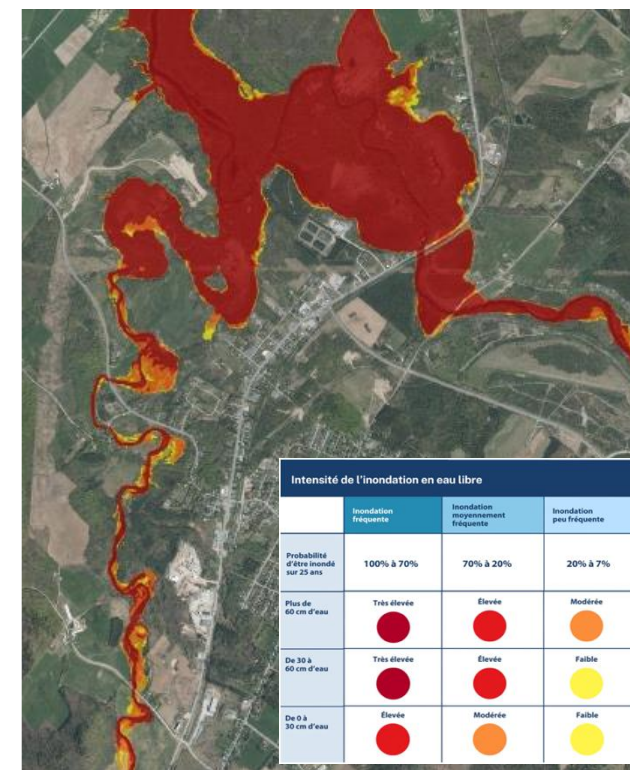 Intensité de l'inondation en eau libre
Inondation
fréquente
Inondation
moyennement
fréquente
Inondation
peu fréquente
Probabilité
d'être inondé
sur 25 ans
100% à 70%
70% à 20%
20% à 7%
Plus de
60 cm d'eau
Très élevée
Élevée
Modérée
De 30 à
60 cm d'eau
Très élevée
Élevée
Faible
De 0 à
30 cm d'eau
Élevée
Modérée
Faible